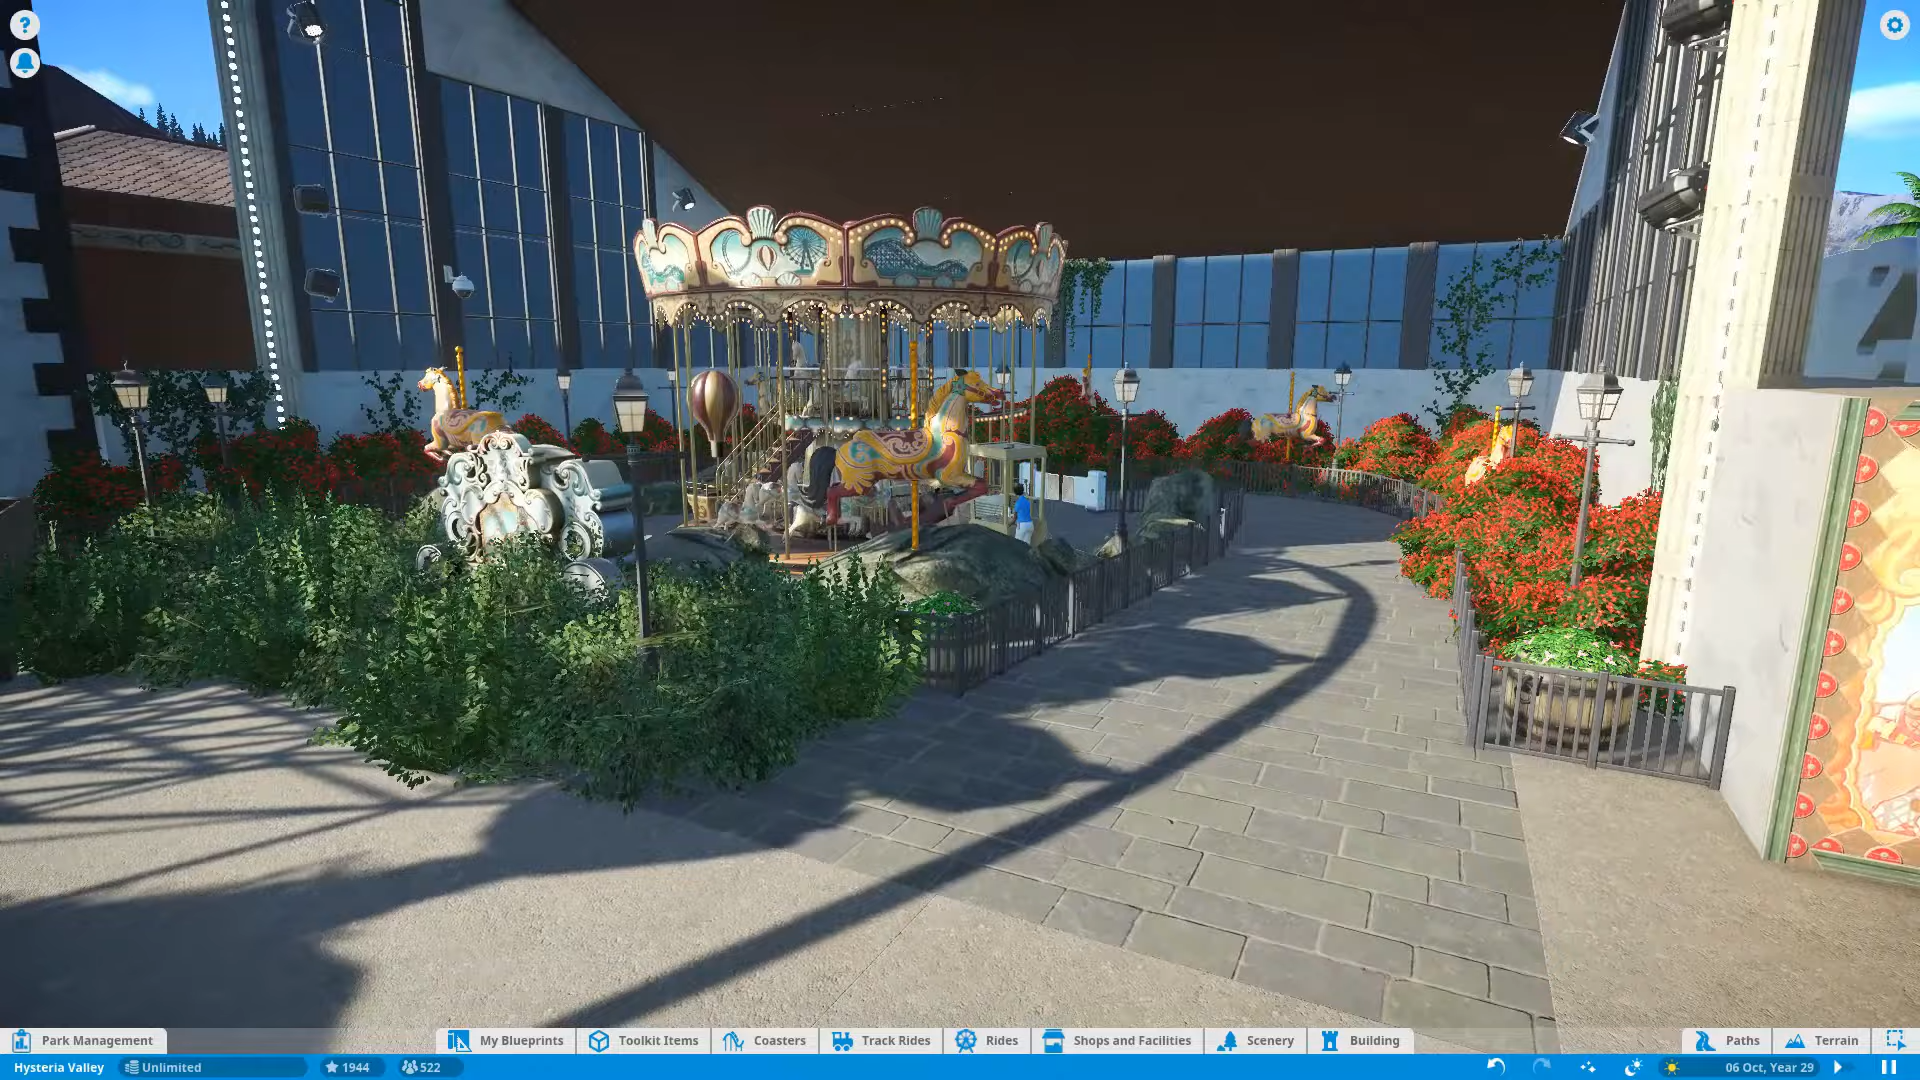 ?
Park Management
My Blueprints
Toolkit Items
Coasters
Track Rides
Rides
Shops and Facilities
Scenery
Building
Paths
Terrain
Hysteria Valley
Unlimited
1944
522
06 Oct, Year 29